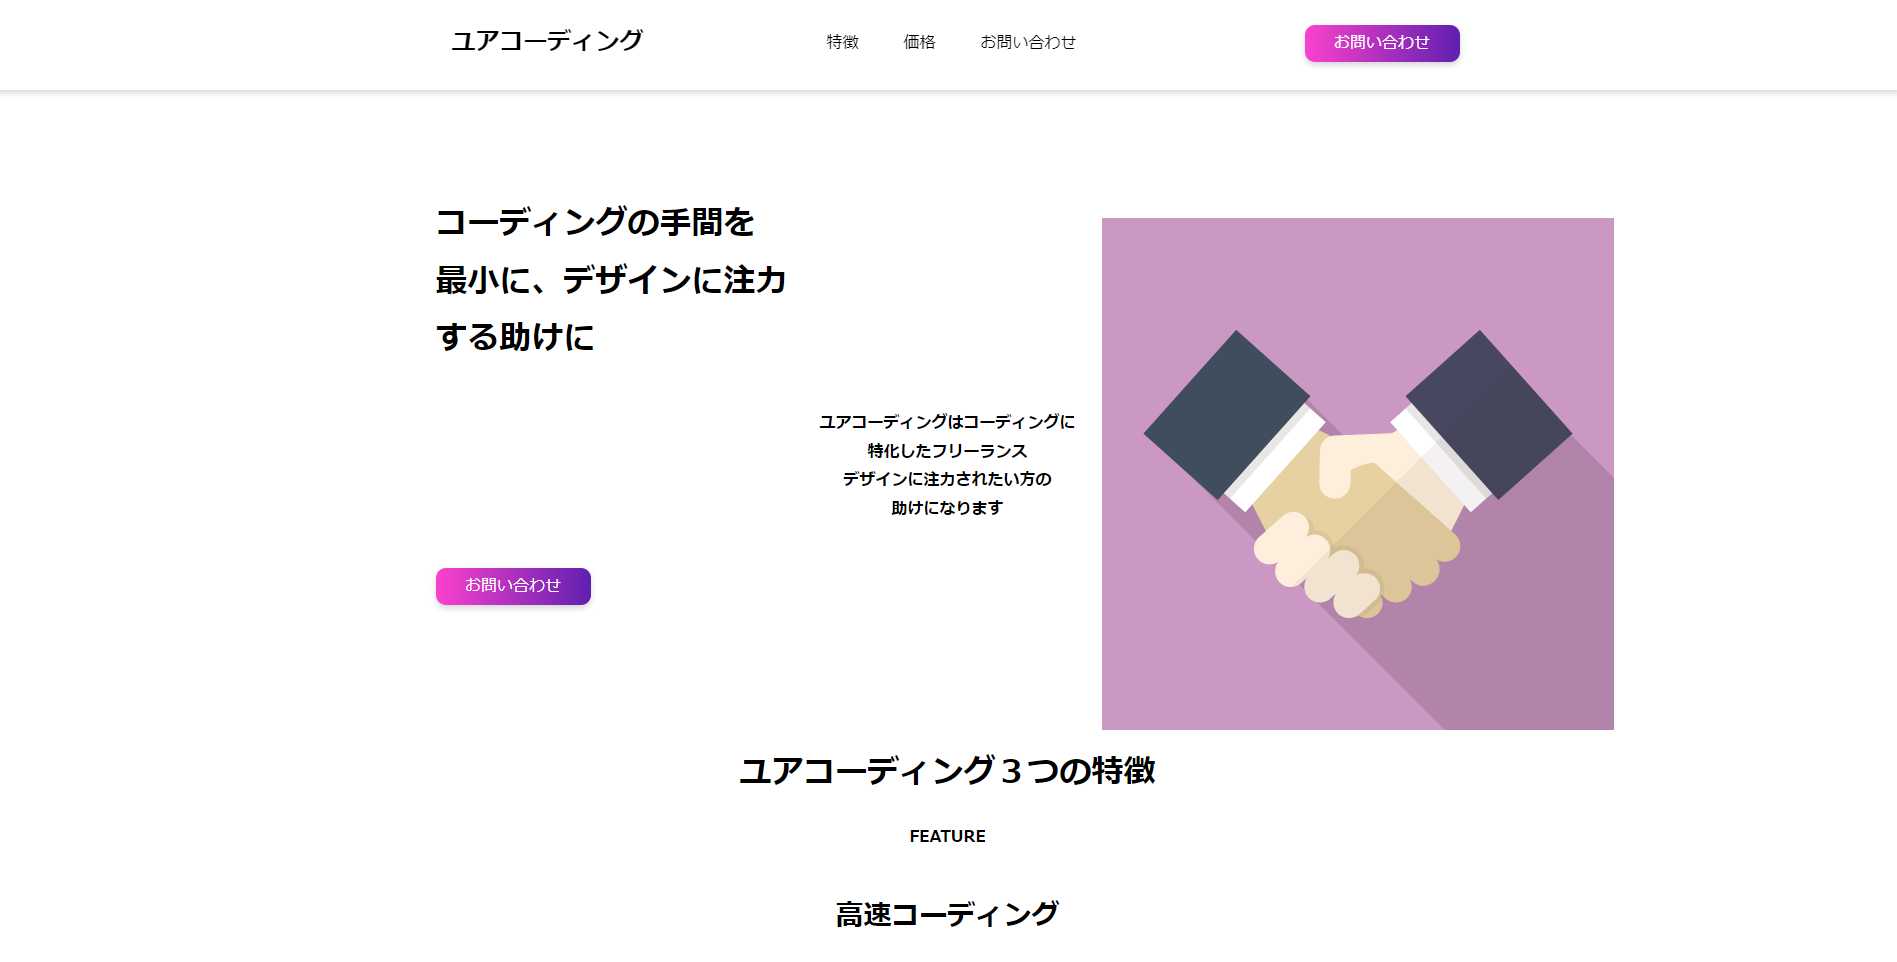 ユアコーディング
特徴 価格 お問い合わせ
お問い合わせ
コーディングの手間を
最小に、デザインに注力
する助けに
ユアコーディングはコーディングに
特化したフリーランス
デザインに注力されたい方の
助けになります
お問い合わせ
ユアコーディング３つの特徴
FEATURE
高速コーディング